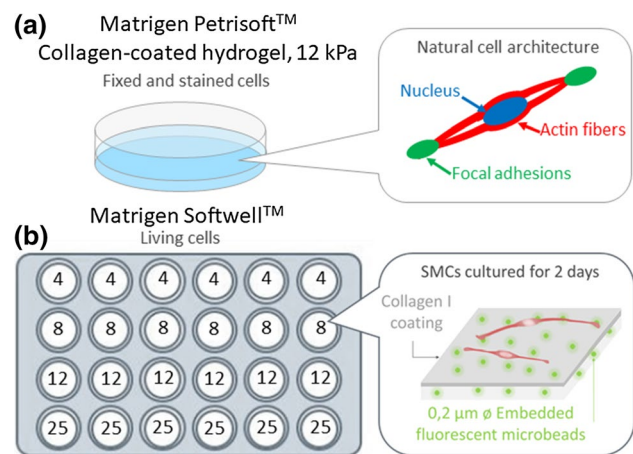 (a)
Matrigen Petrisoft™
Collagen-coated hydrogel, 12 kPa
Fixed and stained cells
Natural cell architecture
Nucleus
Actin fibers
Focal adhesions
Matrigen Softwell™
(b)
Living cells
4 4 4 4 4 4
8 8 8 8 8 8
12 12 12 12 12 12
25 25 25 25 25 25
SMCs cultured for 2 days
Collagen I
coating
0,2 µm ø Embedded
fluorescent microbeads